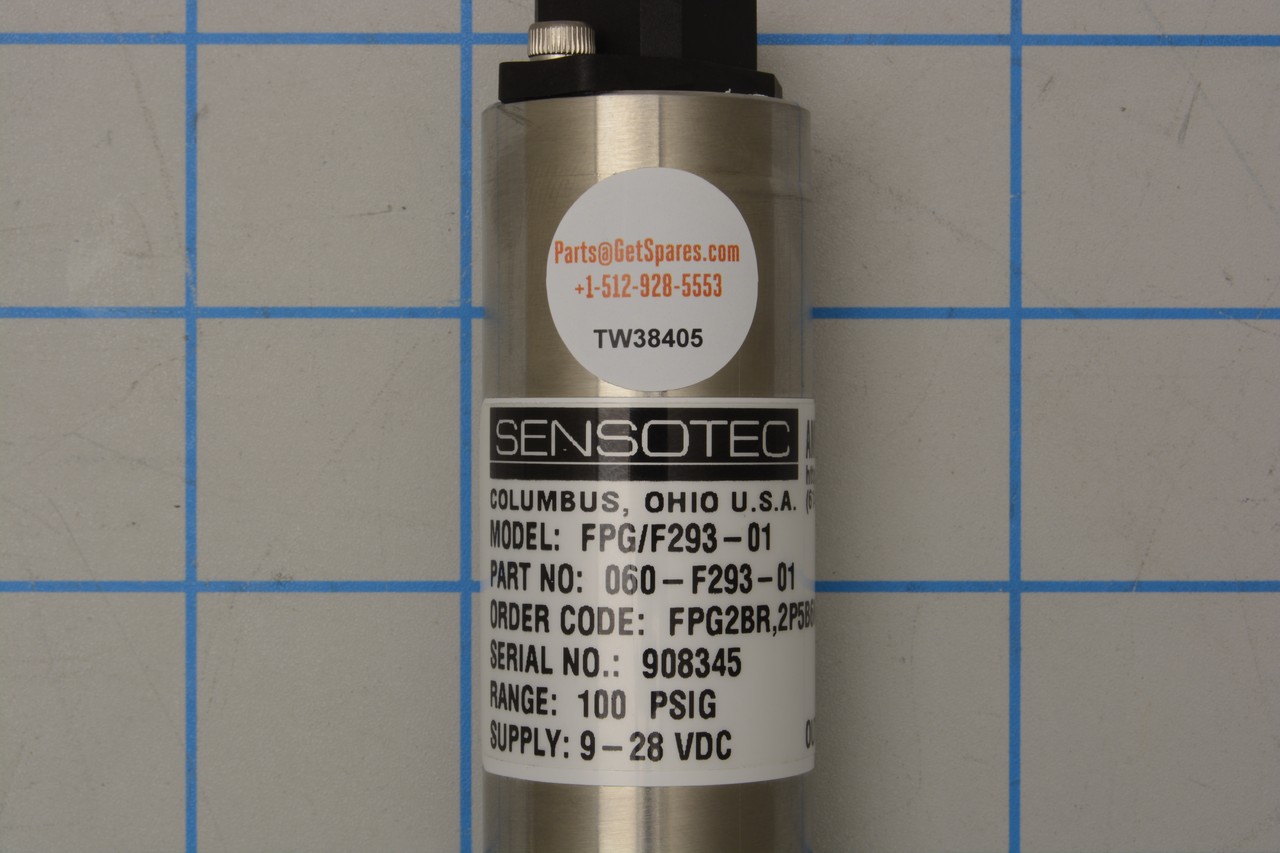 Parts@GetSpares.com
+1-512-928-5553
TW38405
SENSOTEC
COLUMBUS, OHIO U.S.A.
MODEL: FPG/F293-01
PART NO: 060-F293-01
ORDER CODE: FPG2BR,2P5B
SERIAL NO.: 908345
RANGE: 100 PSIG
SUPPLY: 9-28 VDC